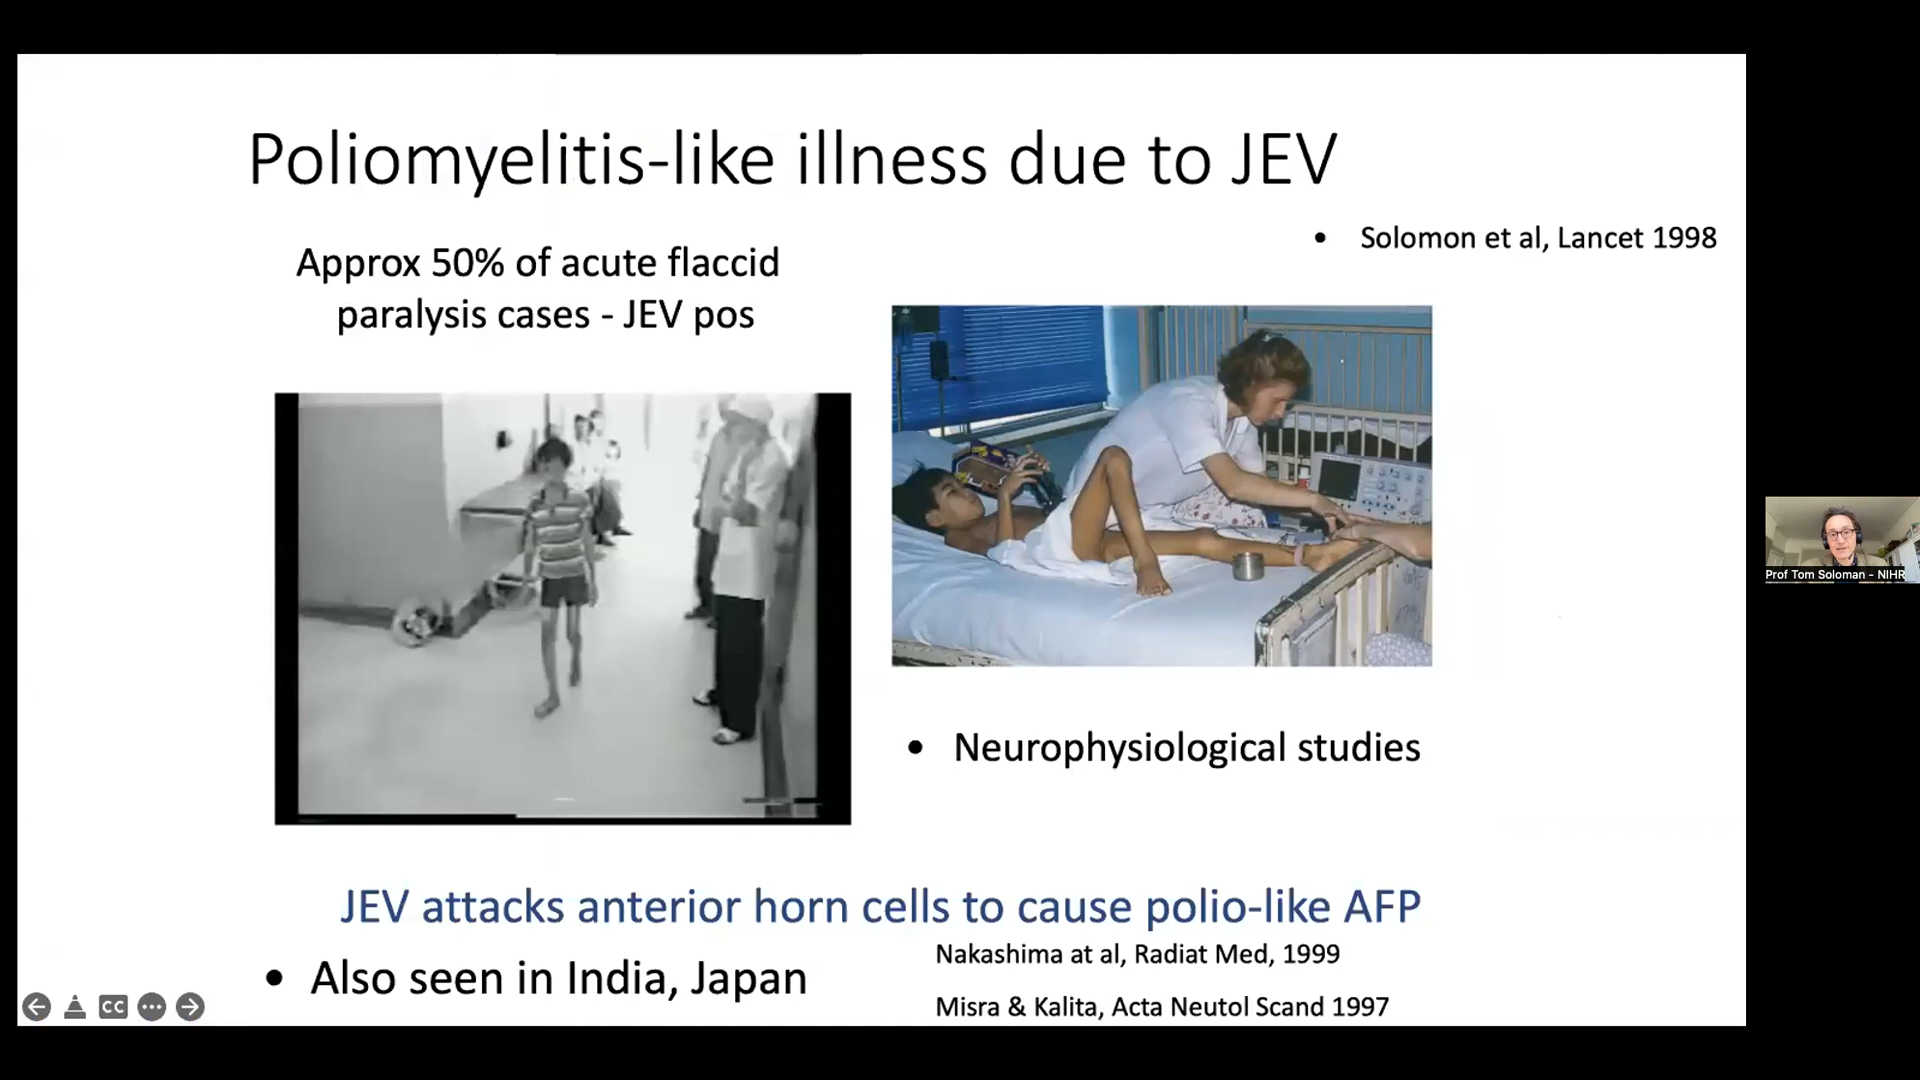 Poliomyelitis-like illness due to JEV
• Solomon et al, Lancet 1998
Approx 50% of acute flaccid
paralysis cases - JEV pos
• Neurophysiological studies
JEV attacks anterior horn cells to cause polio-like AFP
Nakashima at al, Radiat Med, 1999
• Also seen in India, Japan
Misra & Kalita, Acta Neutol Scand 1997
CC
Prof Tom Soloman - NIHR